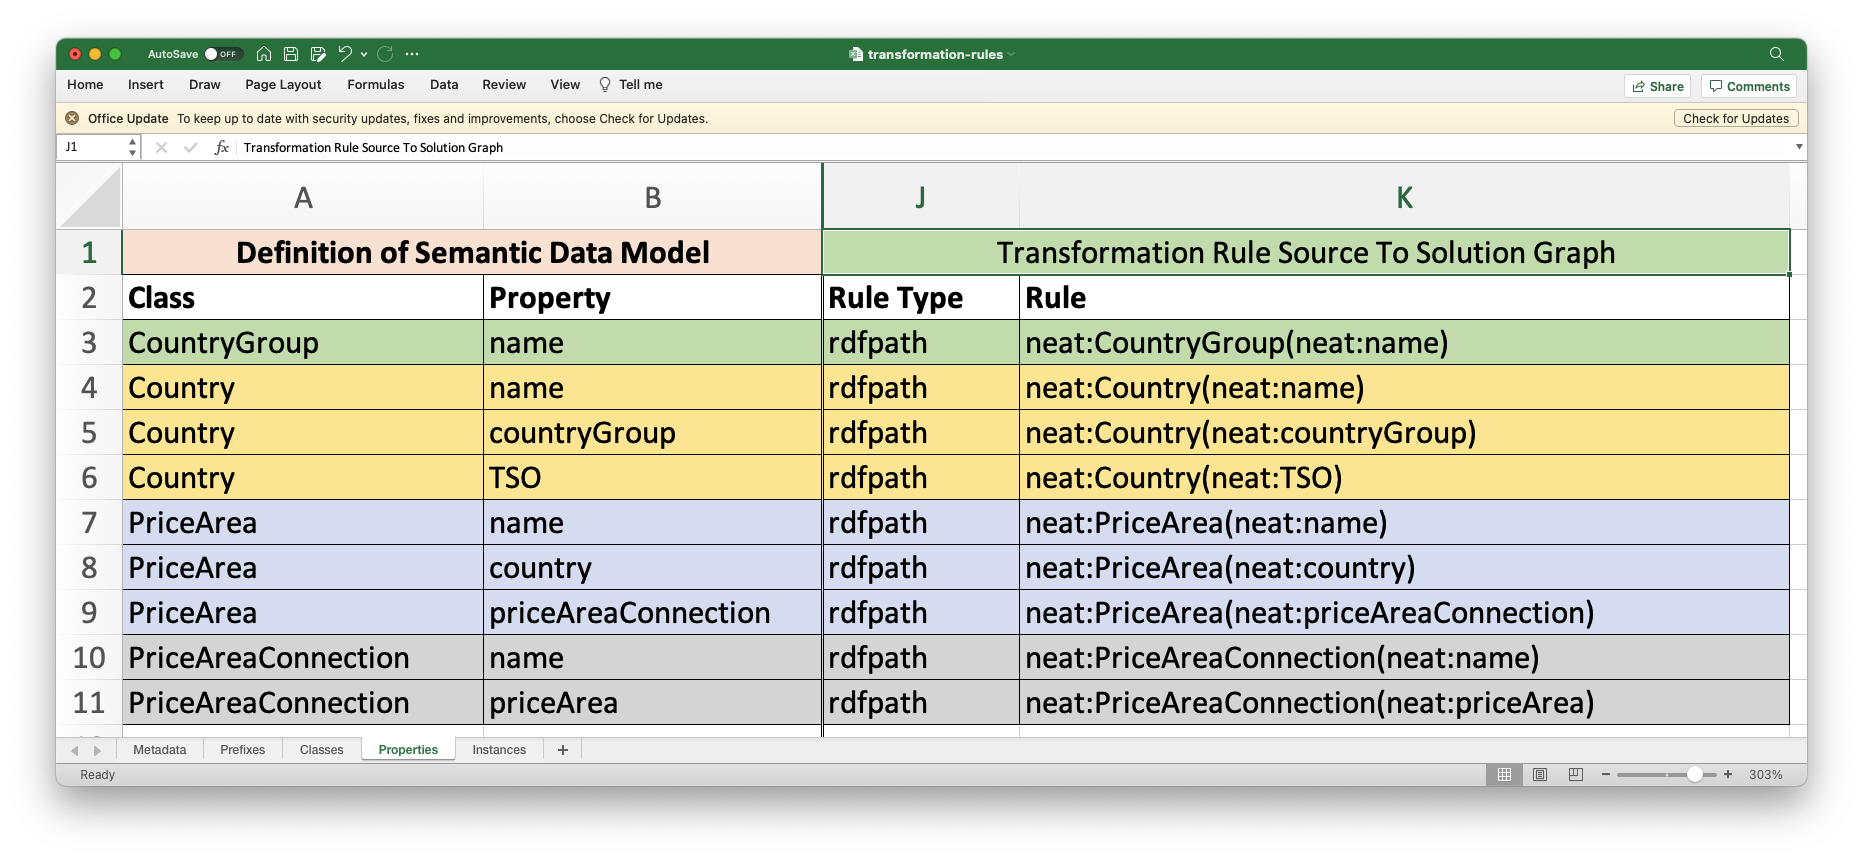 AutoSave OFF transformation-rules
Home Insert Draw Page Layout Formulas Data Review View Tell me Share Comments
Office Update To keep up to date with security updates, fixes and improvements, choose Check for Updates. Check for Updates
J1 fx Transformation Rule Source To Solution Graph
A B J K
1 Definition of Semantic Data Model Transformation Rule Source To Solution Graph
2 Class Property Rule Type Rule
3 CountryGroup name rdfpath neat:CountryGroup(neat:name)
4 Country name rdfpath neat:Country(neat:name)
5 Country countryGroup rdfpath neat:Country(neat:countryGroup)
6 Country TSO rdfpath neat:Country(neat:TSO)
7 PriceArea name rdfpath neat:PriceArea(neat:name)
8 PriceArea country rdfpath neat:PriceArea(neat:country)
9 PriceArea priceAreaConnection rdfpath neat:PriceArea(neat:priceAreaConnection)
10 PriceAreaConnection name rdfpath neat:PriceAreaConnection(neat:name)
11 PriceAreaConnection priceArea rdfpath neat:PriceAreaConnection(neat:priceArea)
Metadata Prefixes Classes Properties Instances +
Ready 303%